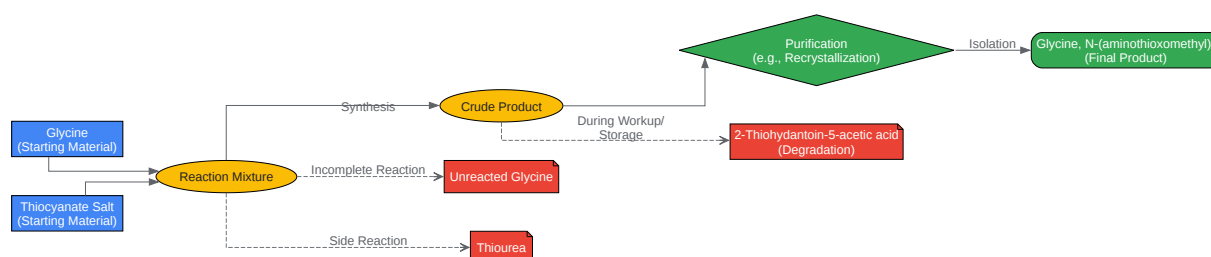 Purification
(e.g., Recrystallization)
Isolation
Glycine, N-(aminothioxomethyl)
(Final Product)
Synthesis
Crude Product
During Workup/
Storage
2-Thiohydantoin-5-acetic acid
(Degradation)
Glycine
(Starting Material)
Reaction Mixture
Incomplete Reaction
Unreacted Glycine
Thiocyanate Salt
(Starting Material)
Side Reaction
Thiourea